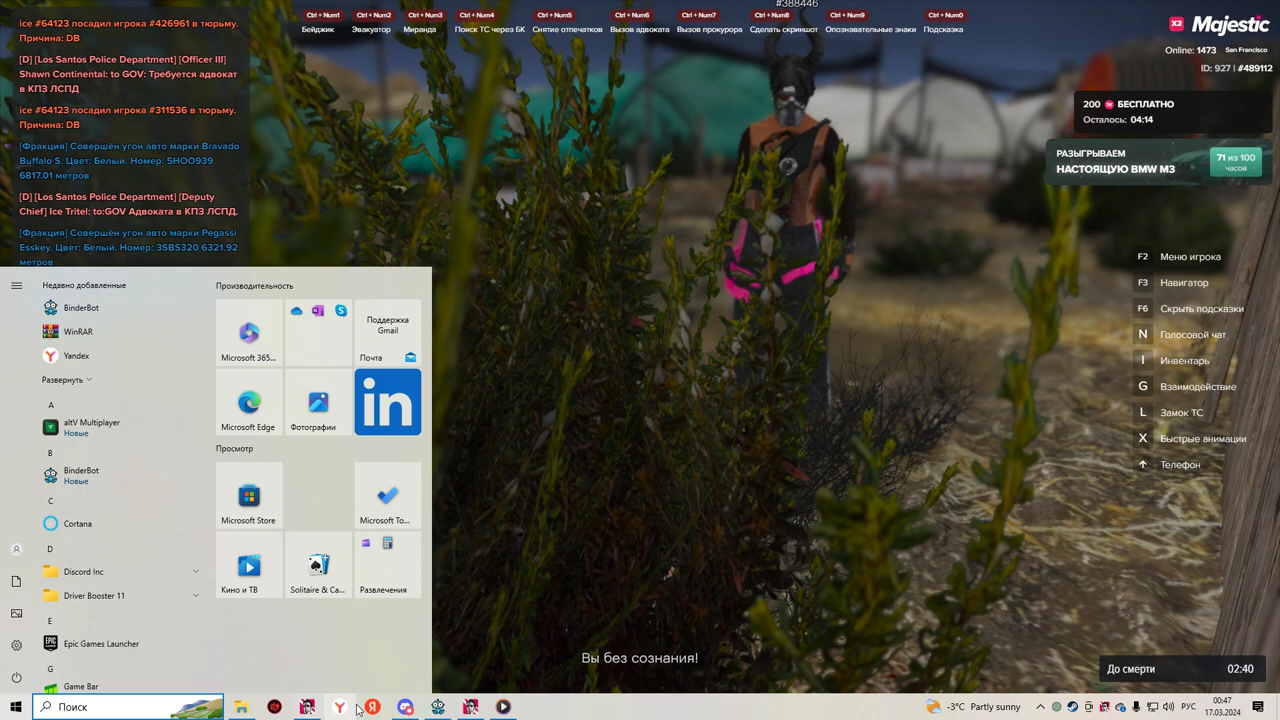 ice #64123 посадил игрока #426961 в тюрьму.
Причина: DB
[D] [Los Santos Police Department] [Officer III]
Shawn Continental: to GOV: Требуется адвокат
в КПЗ ЛСПД
ice #64123 посадил игрока #311536 в тюрьму.
Причина: DB
[Фракция] Совершён угон авто марки Bravado
Buffalo S. Цвет: Белый. Номер: 5HOO939
6817.01 метров
[D] [Los Santos Police Department] [Deputy
Chief] Ice Tritel: to:GOV Адвоката в КПЗ ЛСПД.
[Фракция] Совершён угон авто марки Pegassi
Esskey. Цвет: Белый. Номер: 3SBS320 6321.92
метров
Ctrl + Num1
Бейджик
Ctrl + Num2
Эвакуатор
Ctrl + Num3
Миранда
Ctrl + Num4
Поиск ТС через БК
Ctrl + Num5
Снятие отпечатков
Ctrl + Num6
Вызов адвоката
Ctrl + Num7
Вызов прокурора
Ctrl + Num8
Сделать скриншот
Ctrl + Num9
Опознавательные знаки
Ctrl + Num0
Подсказка
#388446
X2 Majestic
Online: 1473 San Francisco
ID: 927 | #489112
200 БЕСПЛАТНО
Осталось: 04:14
РАЗЫГРЫВАЕМ
НАСТОЯЩУЮ BMW M3
71 из 100
часов
F2 Меню игрока
F3 Навигатор
F6 Скрыть подсказки
N Голосовой чат
I Инвентарь
G Взаимодействие
L Замок ТС
X Быстрые анимации
Телефон
Недавно добавленные
BinderBot
WinRAR
Yandex
Развернуть
A
altV Multiplayer
Новые
B
BinderBot
Новые
C
Cortana
D
Discord Inc
Driver Booster 11
E
Epic Games Launcher
G
Game Bar
Производительность
Microsoft 365...
Поддержка
Gmail
Почта
Microsoft Edge
Фотографии
in
Просмотр
Microsoft Store
Microsoft To...
Кино и ТВ
Solitaire & Ca...
Развлечения
Вы без сознания!
До смерти 02:40
Поиск
-3°C Partly sunny
РУС
00:47
17.03.2024